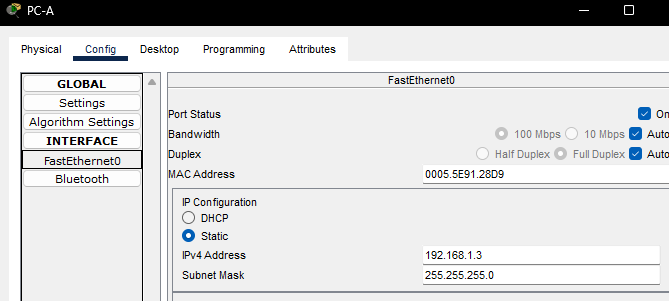 PC-A
Physical Config Desktop Programming Attributes
GLOBAL
Settings
Algorithm Settings
INTERFACE
FastEthernet0
Bluetooth
FastEthernet0
Port Status On
Bandwidth 100 Mbps 10 Mbps Auto
Duplex Half Duplex Full Duplex Auto
MAC Address 0005.5E91.28D9
IP Configuration
DHCP
Static
IPv4 Address 192.168.1.3
Subnet Mask 255.255.255.0